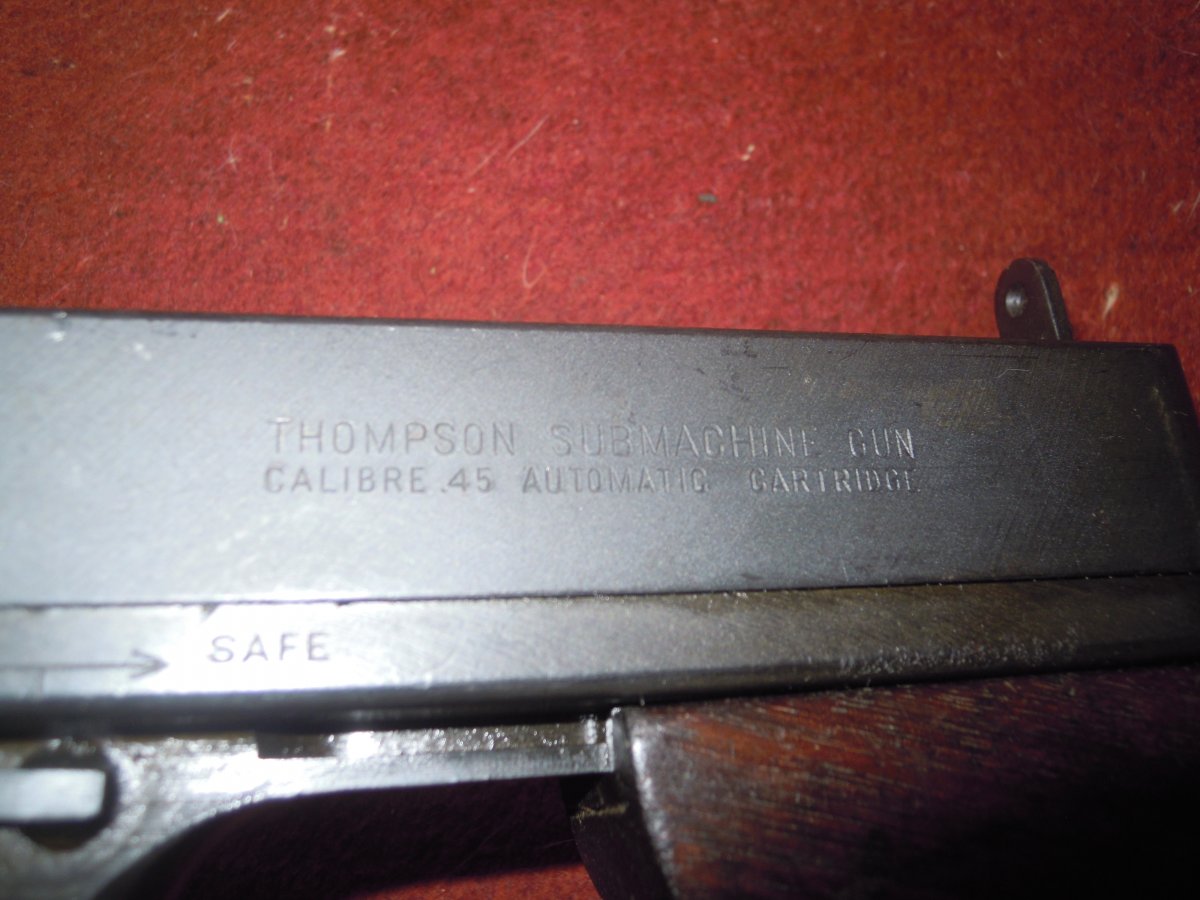 THOMPSON SUBMACHINE GUN
CALIBRE .45 AUTOMATIC CARTRIDGE
SAFE